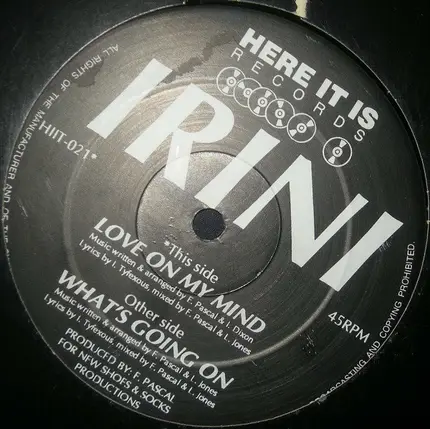 HERE IT IS
RECORDS
IRINI
HIIT-021*
*This side
LOVE ON MY MIND
Music written & arranged by F. Pascal & I. Dixon
Lyrics by I. Tyfexous, mixed by F. Pascal & L. Jones
Other side
WHAT'S GOING ON
Music written & arranged by F. Pascal & L. Jones
Lyrics by I. Tyfexous, mixed by F. Pascal & L. Jones
PRODUCED BY: F. PASCAL
FOR NEW SHOES & SOCKS
PRODUCTIONS
45RPM
ALL RIGHTS OF THE MANUFACTURER AND OF THE
BROADCASTING AND COPYING PROHIBITED.